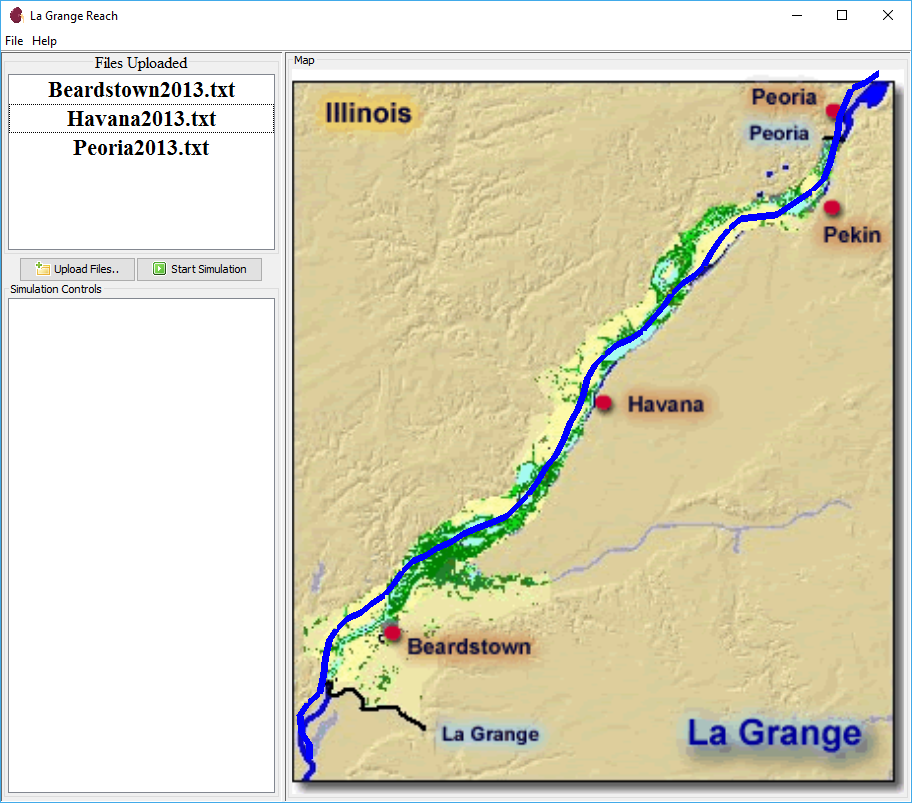 La Grange Reach
File Help
Files Uploaded
Beardstown2013.txt
Havana2013.txt
Peoria2013.txt
Upload Files..
Start Simulation
Simulation Controls
Map
Illinois
Peoria
Peoria
Pekin
Havana
Beardstown
La Grange
La Grange